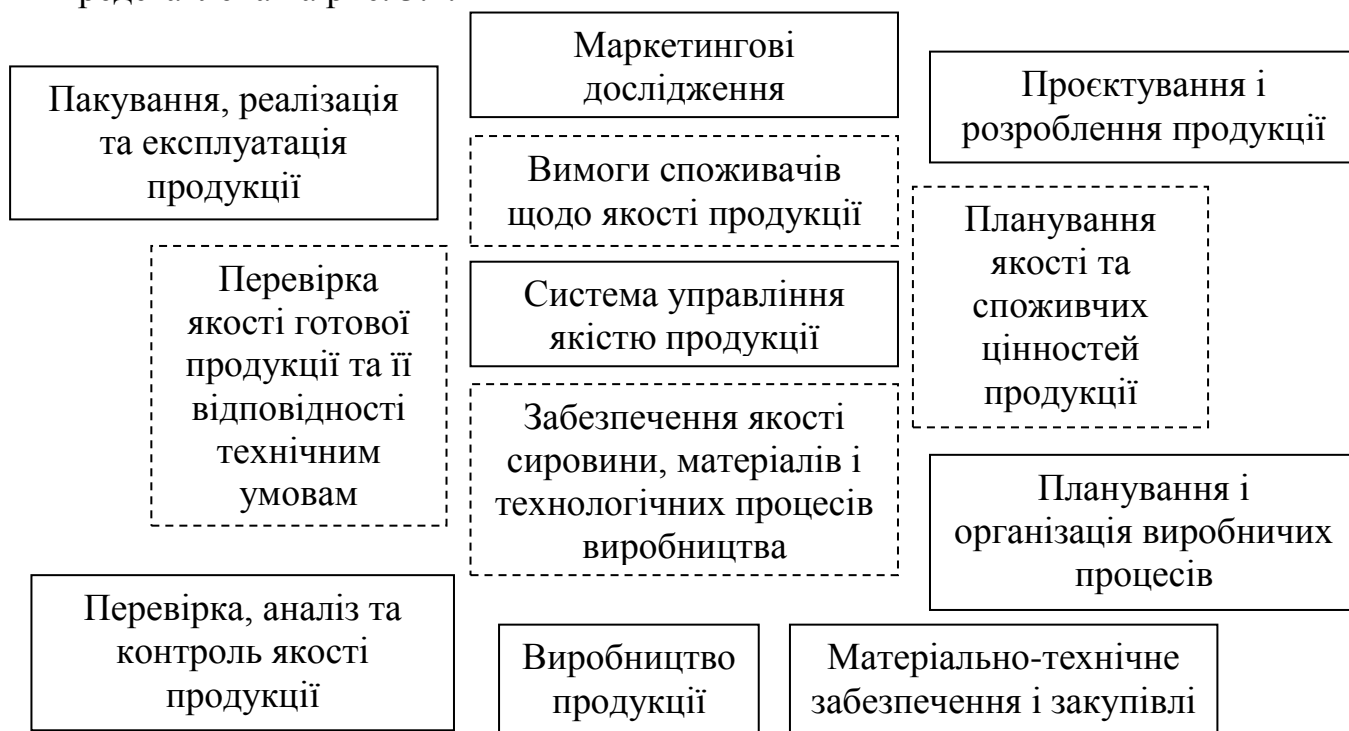 Маркетингові
дослідження
Пакування, реалізація
та експлуатація
продукції
Проєктування і
розроблення продукції
Вимоги споживачів
щодо якості продукції
Планування
якості та
споживчих
цінностей
продукції
Перевірка
якості готової
продукції та її
відповідності
технічним
умовам
Система управління
якістю продукції
Забезпечення якості
сировини, матеріалів і
технологічних процесів
виробництва
Планування і
організація виробничих
процесів
Перевірка, аналіз та
контроль якості
продукції
Виробництво
продукції
Матеріально-технічне
забезпечення і закупівлі